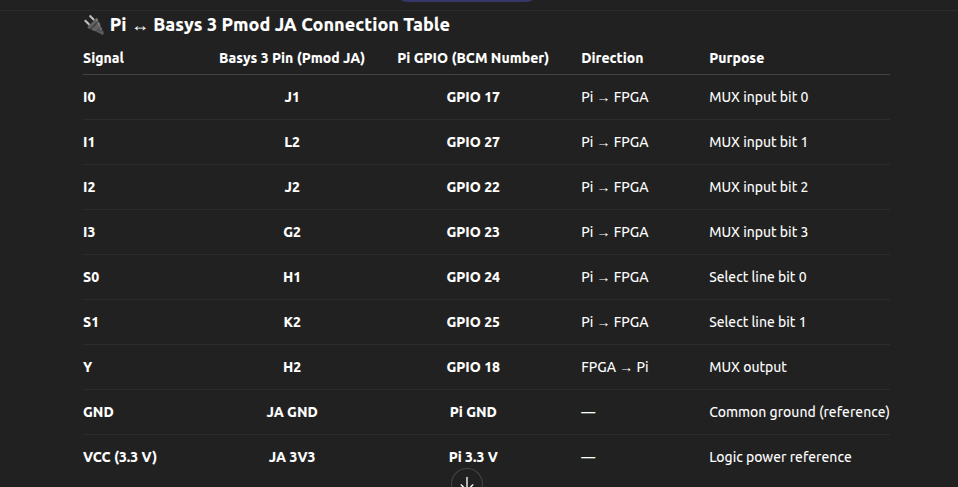 🔌 Pi ↔ Basys 3 Pmod JA Connection Table
Signal Basys 3 Pin (Pmod JA) Pi GPIO (BCM Number) Direction Purpose
I0 J1 GPIO 17 Pi → FPGA MUX input bit 0
I1 L2 GPIO 27 Pi → FPGA MUX input bit 1
I2 J2 GPIO 22 Pi → FPGA MUX input bit 2
I3 G2 GPIO 23 Pi → FPGA MUX input bit 3
S0 H1 GPIO 24 Pi → FPGA Select line bit 0
S1 K2 GPIO 25 Pi → FPGA Select line bit 1
Y H2 GPIO 18 FPGA → Pi MUX output
GND JA GND Pi GND — Common ground (reference)
VCC (3.3 V) JA 3V3 Pi 3.3 V — Logic power reference